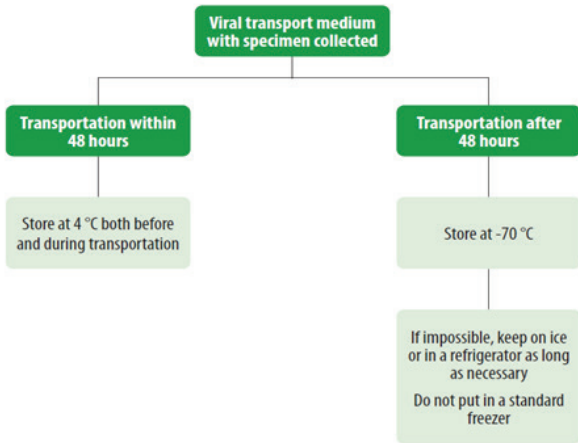 Viral transport medium
with specimen collected
Transportation within
48 hours
Transportation after
48 hours
Store at 4 °C both before
and during transportation
Store at -70 °C
If impossible, keep on ice
or in a refrigerator as long
as necessary
Do not put in a standard
freezer